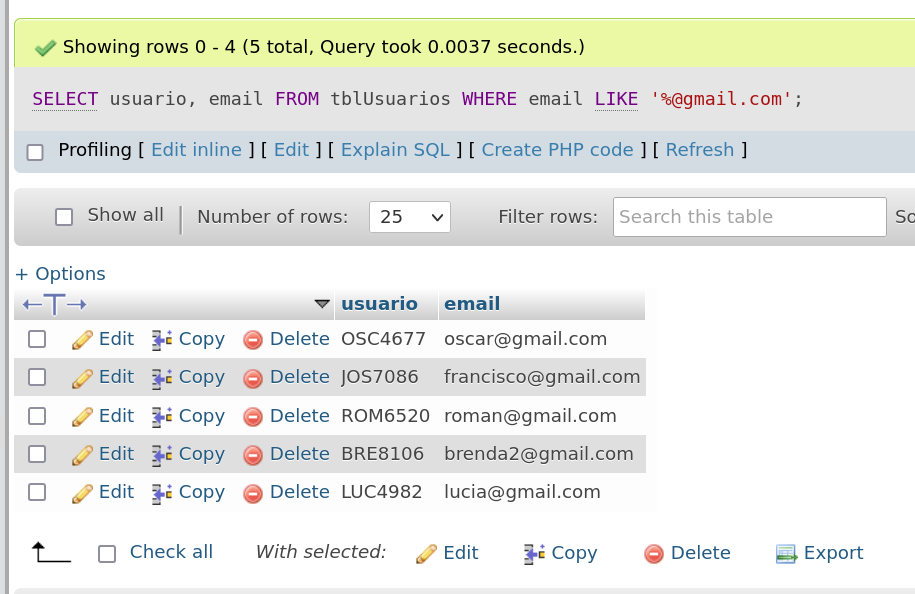 Showing rows 0 - 4 (5 total, Query took 0.0037 seconds.)
SELECT usuario, email FROM tblUsuarios WHERE email LIKE '%@gmail.com';
Profiling [ Edit inline ] [ Edit ] [ Explain SQL ] [ Create PHP code ] [ Refresh ]
Show all Number of rows: 25 Filter rows: Search this table So
+ Options
←T→ usuario email
Edit Copy Delete OSC4677 oscar@gmail.com
Edit Copy Delete JOS7086 francisco@gmail.com
Edit Copy Delete ROM6520 roman@gmail.com
Edit Copy Delete BRE8106 brenda2@gmail.com
Edit Copy Delete LUC4982 lucia@gmail.com
Check all With selected: Edit Copy Delete Export